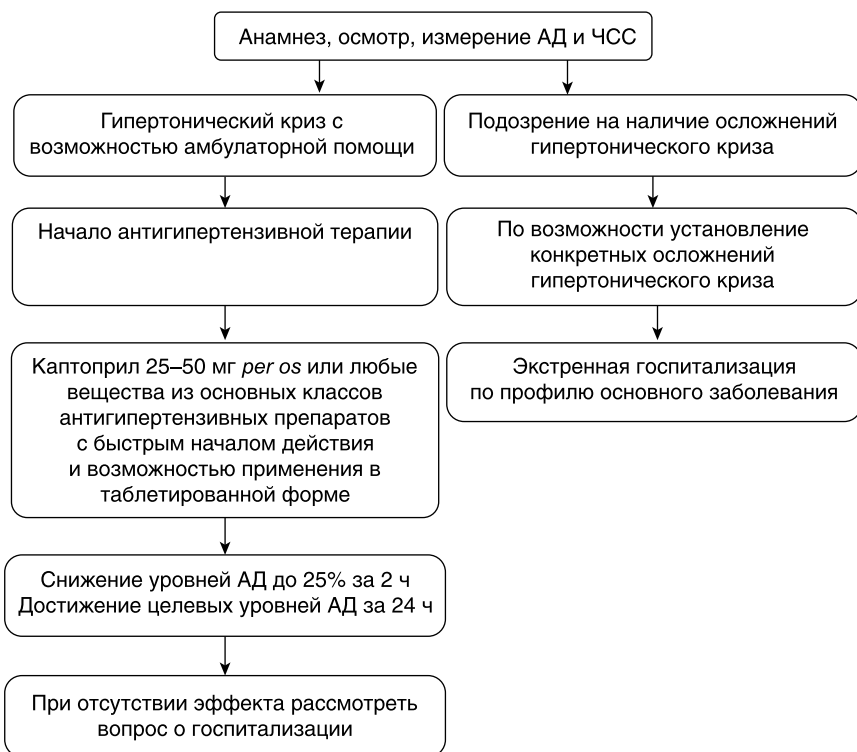 Анамнез, осмотр, измерение АД и ЧСС
Гипертонический криз с
возможностью амбулаторной помощи
Подозрение на наличие осложнений
гипертонического криза
Начало антигипертензивной терапии
По возможности установление
конкретных осложнений
гипертонического криза
Каптоприл 25–50 мг per os или любые
вещества из основных классов
антигипертензивных препаратов
с быстрым началом действия
и возможностью применения в
таблетированной форме
Экстренная госпитализация
по профилю основного заболевания
Снижение уровней АД до 25% за 2 ч
Достижение целевых уровней АД за 24 ч
При отсутствии эффекта рассмотреть
вопрос о госпитализации